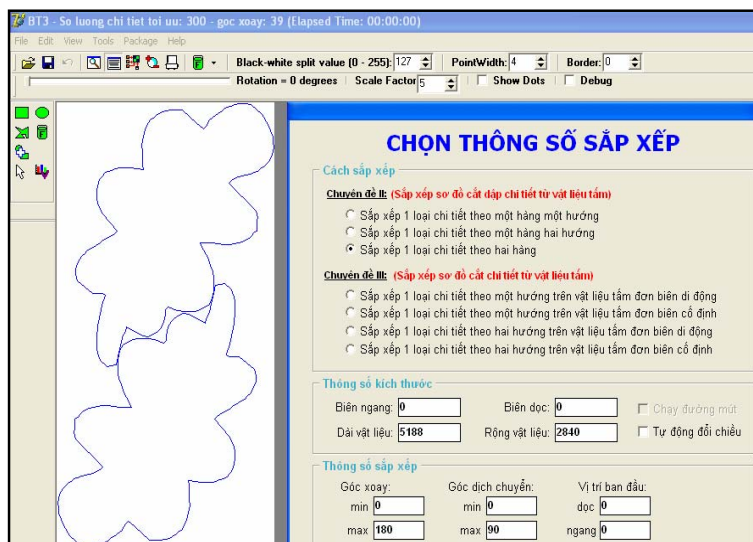 BT3 - So luong chi tiet toi uu: 300 - goc xoay: 39 (Elapsed Time: 00:00:00)
File Edit View Tools Package Help
Black-white split value (0 - 255): 127 PointWidth: 4 Border: 0
Rotation = 0 degrees Scale Factor 5 Show Dots Debug
CHỌN THÔNG SỐ SẮP XẾP
Cách sắp xếp
Chuyên đề II: (Sắp xếp sơ đồ cắt dập chi tiết từ vật liệu tấm)
Sắp xếp 1 loại chi tiết theo một hàng một hướng
Sắp xếp 1 loại chi tiết theo một hàng hai hướng
Sắp xếp 1 loại chi tiết theo hai hàng
Chuyên đề III: (Sắp xếp sơ đồ cắt chi tiết từ vật liệu tấm)
Sắp xếp 1 loại chi tiết theo một hướng trên vật liệu tấm đơn biên di động
Sắp xếp 1 loại chi tiết theo một hướng trên vật liệu tấm đơn biên cố định
Sắp xếp 1 loại chi tiết theo hai hướng trên vật liệu tấm đơn biên di động
Sắp xếp 1 loại chi tiết theo hai hướng trên vật liệu tấm đơn biên cố định
Thông số kích thước
Biên ngang: 0 Biên dọc: 0 Chạy đường mút
Dài vật liệu: 5188 Rộng vật liệu: 2840 Tự động đổi chiều
Thông số sắp xếp
Góc xoay: Góc dịch chuyển: Vị trí ban đầu:
min 0 min 0 dọc 0
max 180 max 90 ngang 0